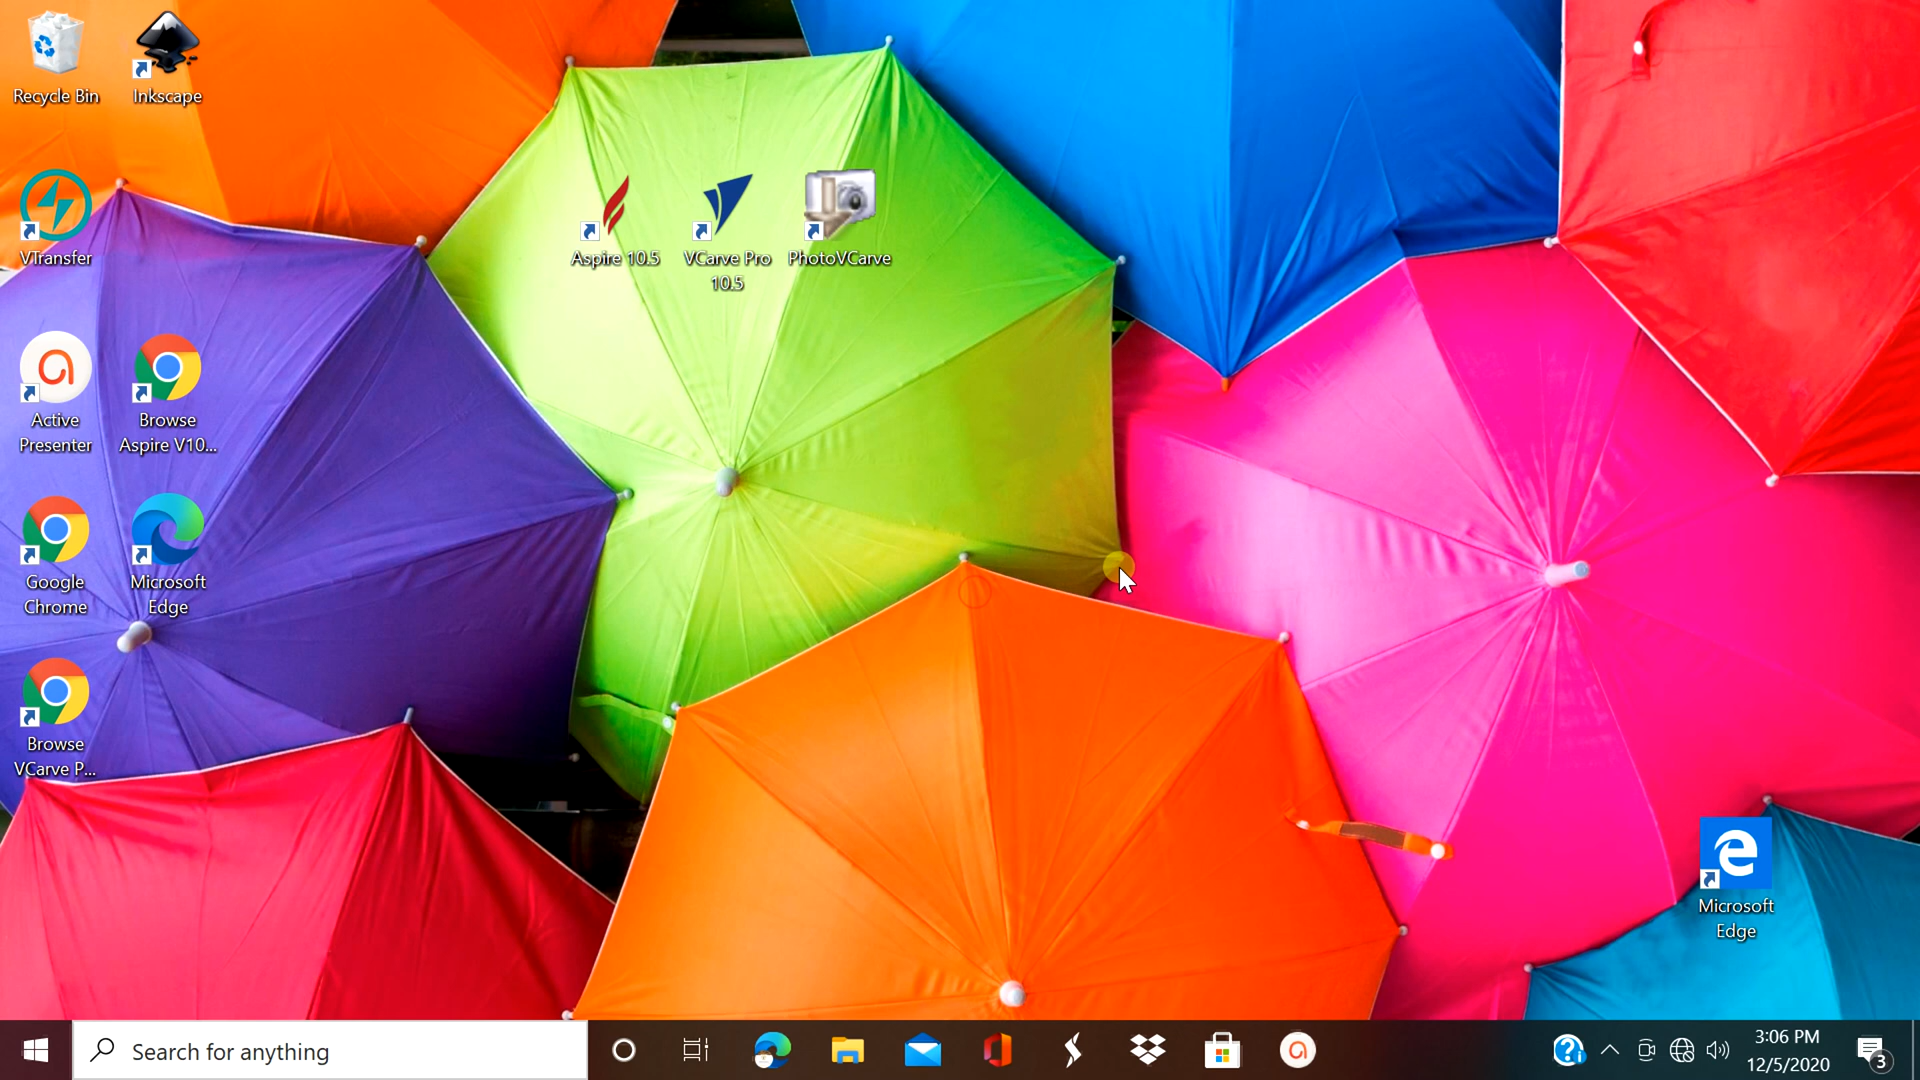 Recycle Bin
Inkscape
VTransfer
Aspire 10.5
VCarve Pro
10.5
PhotoVCarve
Active
Presenter
Browse
Aspire V10...
Google
Chrome
Microsoft
Edge
Browse
VCarve P...
Microsoft
Edge
Search for anything
3:06 PM
12/5/2020
3